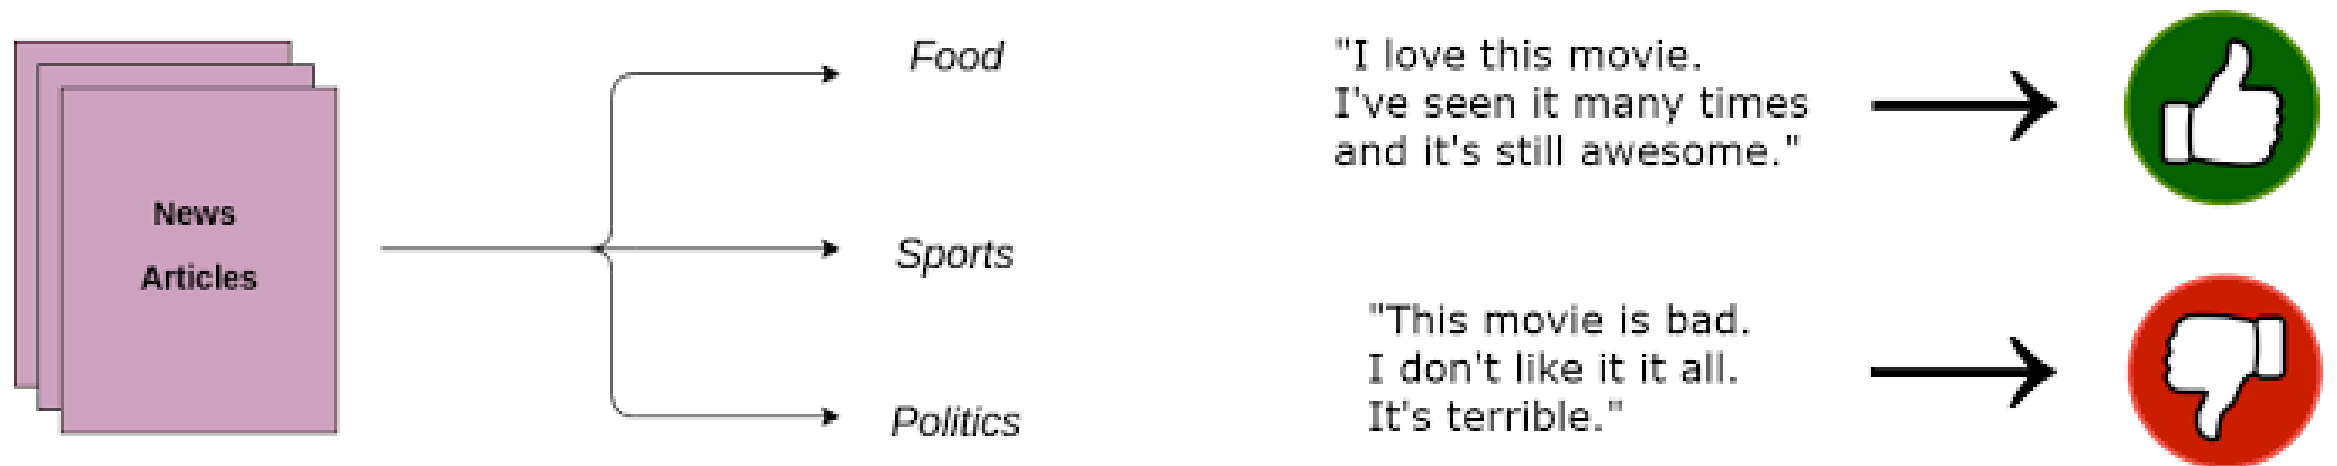 News
Articles
Food
Sports
Politics
"I love this movie.
I've seen it many times
and it's still awesome."
"This movie is bad.
I don't like it it all.
It's terrible."